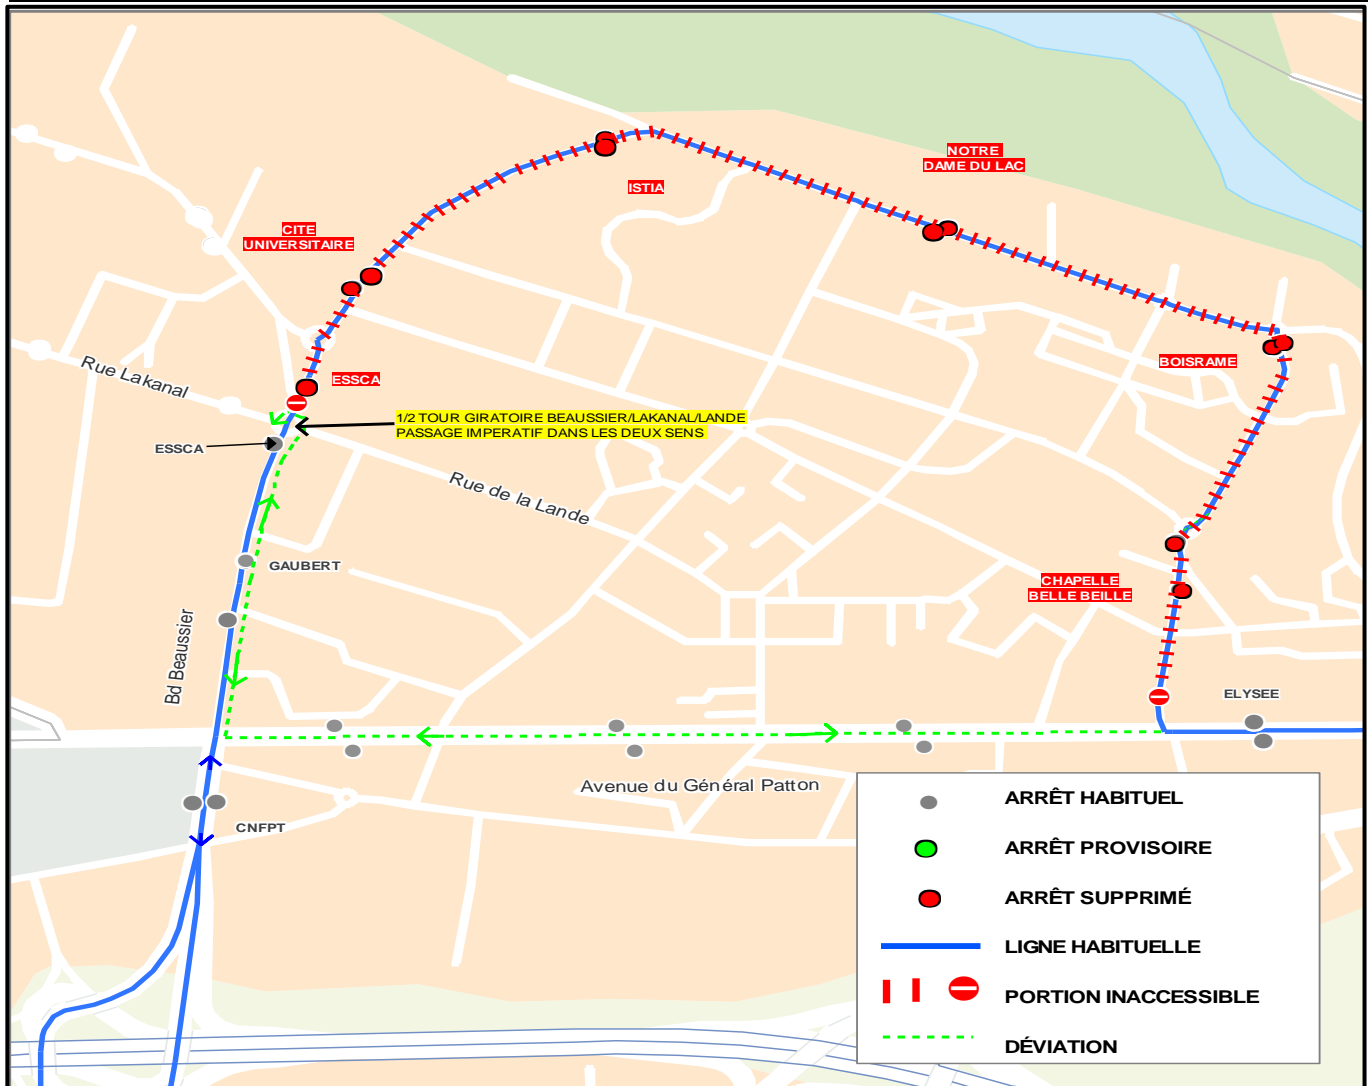 NOTRE
DAME DU LAC
ISTIA
CITE
UNIVERSITAIRE
BOISRAME
Rue Lakanal
ESSCA
1/2 TOUR GIRATOIRE BEAUSSIER/LAKANAL/LANDE
PASSAGE IMPERATIF DANS LES DEUX SENS
ESSCA
Rue de la Lande
GAUBERT
CHAPELLE
BELLE BEILLE
Bd Beaussier
ELYSEE
Avenue du Général Patton
CNFPT
ARRÊT HABITUEL
ARRÊT PROVISOIRE
ARRÊT SUPPRIMÉ
LIGNE HABITUELLE
PORTION INACCESSIBLE
DÉVIATION